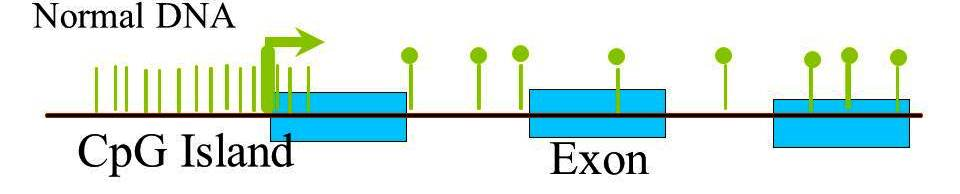 Normal DNA
CpG Island
Exon